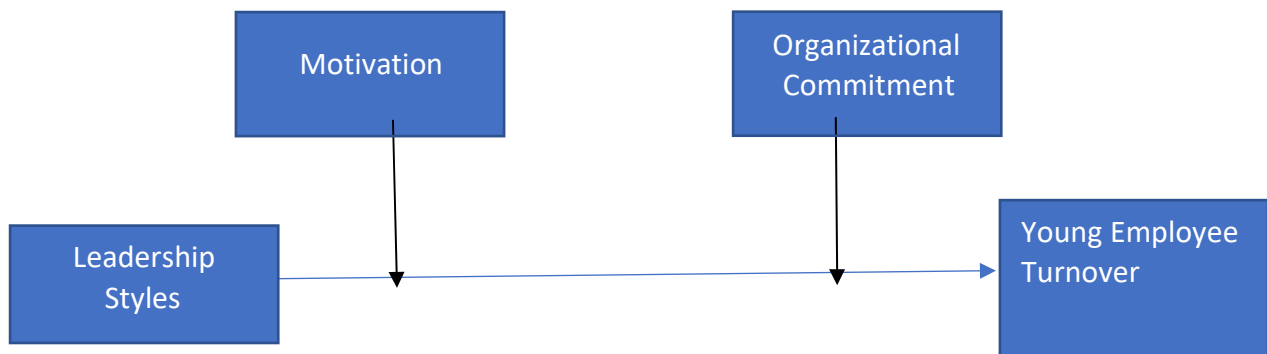 Motivation
Organizational
Commitment
Leadership
Styles
Young Employee
Turnover